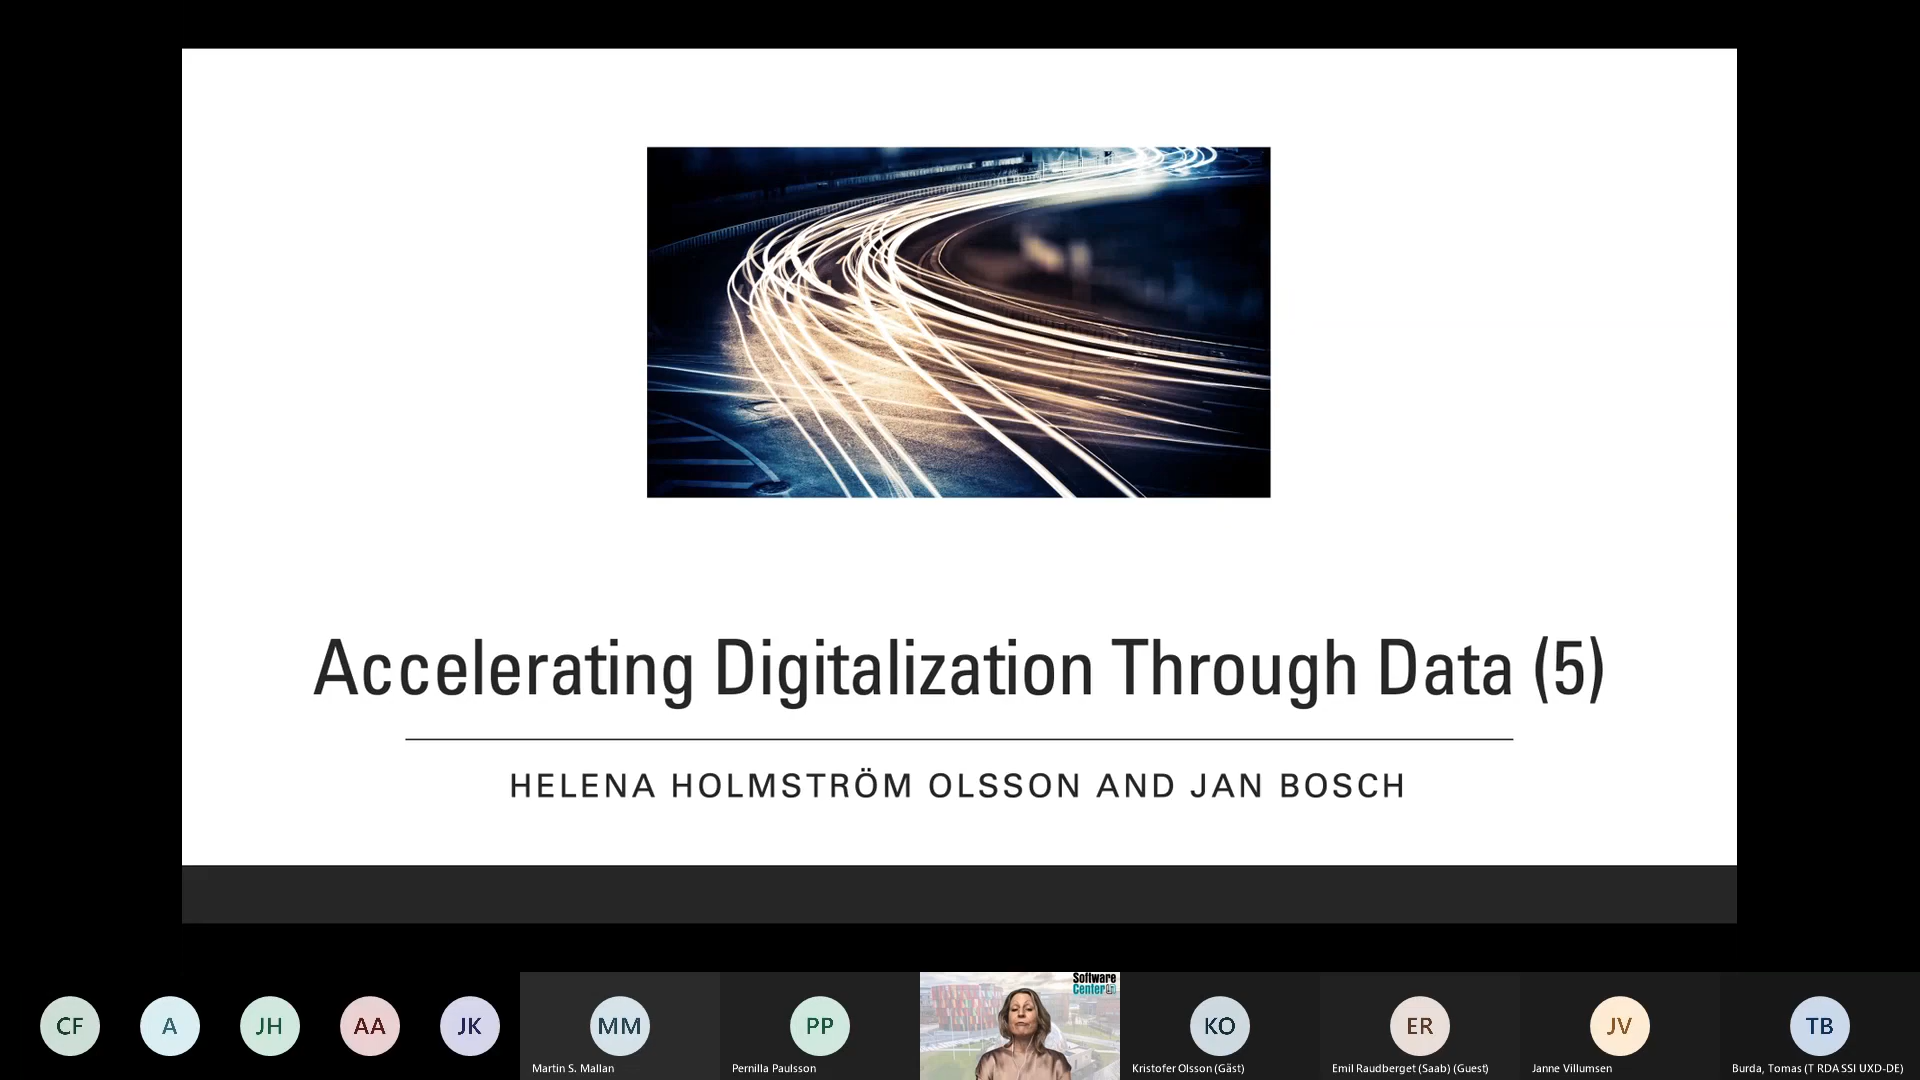 Accelerating Digitalization Through Data (5)
HELENA HOLMSTRÖM OLSSON AND JAN BOSCH
Software
Center
CF
A
JH
AA
JK
MM
PP
KO
ER
JV
TB
Martin S. Mallan
Pernilla Paulsson
Kristofer Olsson (Gäst)
Emil Raudberget (Saab) (Guest)
Janne Villumsen
Burda, Tomas (T RDA SSI UXD-DE)